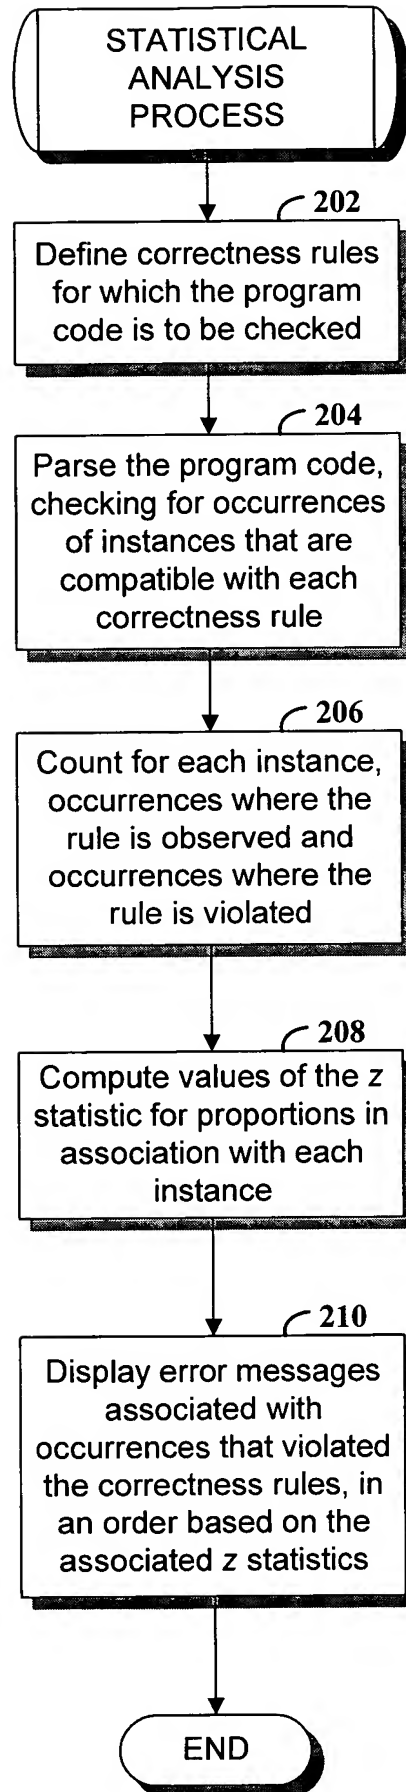 STATISTICAL
ANALYSIS
PROCESS
202
Define correctness rules
for which the program
code is to be checked
204
Parse the program code,
checking for occurrences
of instances that are
compatible with each
correctness rule
206
Count for each instance,
occurrences where the
rule is observed and
occurrences where the
rule is violated
208
Compute values of the z
statistic for proportions in
association with each
instance
210
Display error messages
associated with
occurrences that violated
the correctness rules, in
an order based on the
associated z statistics
END